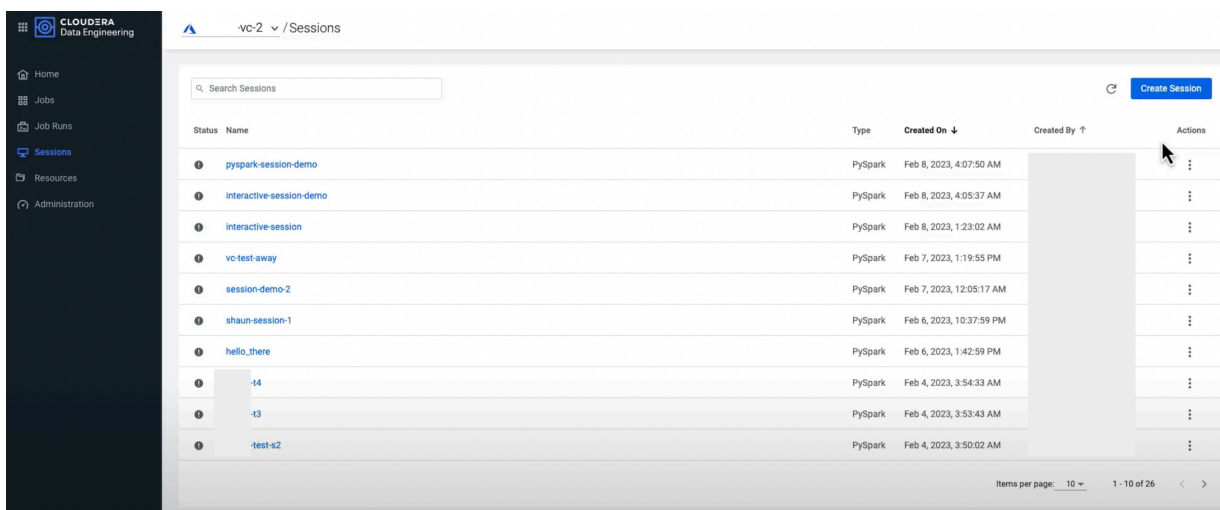 CLOUDERA
Data Engineering
-vc-2 / Sessions
Home
Jobs
Job Runs
Sessions
Resources
Administration
Search Sessions
Create Session
Status Name Type Created On ↓ Created By ↑ Actions
pyspark-session-demo PySpark Feb 8, 2023, 4:07:50 AM
interactive-session-demo PySpark Feb 8, 2023, 4:05:37 AM
interactive-session PySpark Feb 8, 2023, 1:23:02 AM
vc-test-away PySpark Feb 7, 2023, 1:19:55 PM
session-demo-2 PySpark Feb 7, 2023, 12:05:17 AM
shaun-session-1 PySpark Feb 6, 2023, 10:37:59 PM
hello_there PySpark Feb 6, 2023, 1:42:59 PM
-t4 PySpark Feb 4, 2023, 3:54:33 AM
-t3 PySpark Feb 4, 2023, 3:53:43 AM
-test-s2 PySpark Feb 4, 2023, 3:50:02 AM
Items per page: 10 1 - 10 of 26